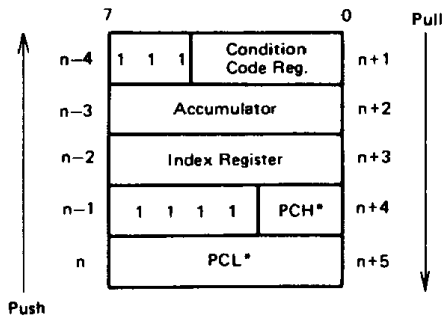 7 0 Pull
n-4 1 1 1 Condition Code Reg. n+1
n-3 Accumulator n+2
n-2 Index Register n+3
n-1 1 1 1 1 PCH* n+4
n PCL* n+5
Push